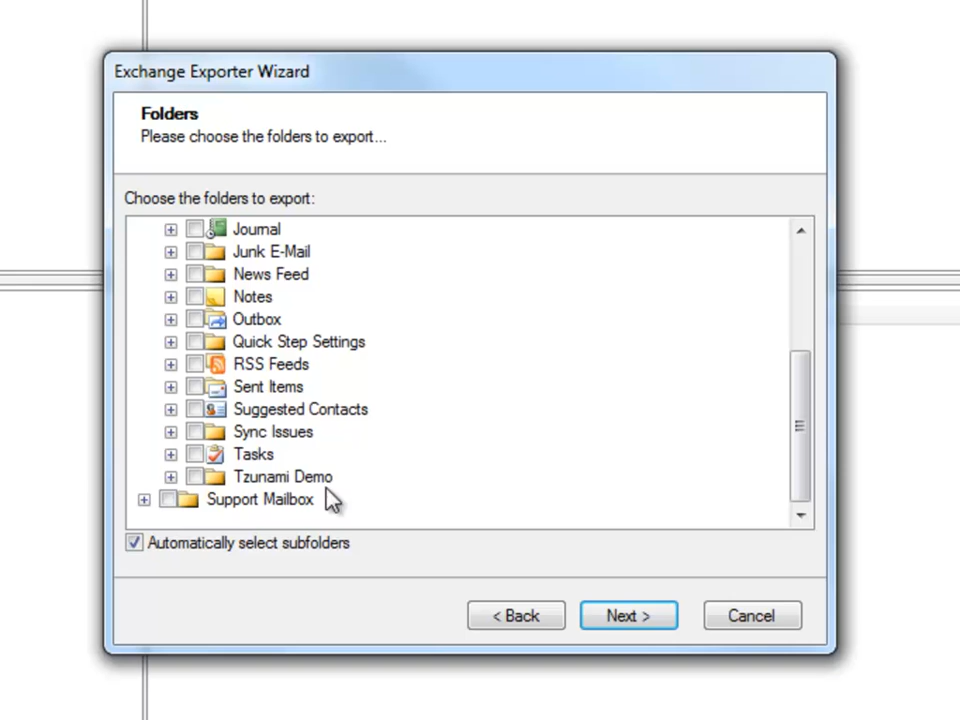 Exchange Exporter Wizard
Folders
Please choose the folders to export...
Choose the folders to export:
Journal
Junk E-Mail
News Feed
Notes
Outbox
Quick Step Settings
RSS Feeds
Sent Items
Suggested Contacts
Sync Issues
Tasks
Tzunami Demo
Support Mailbox
Automatically select subfolders
< Back Next > Cancel